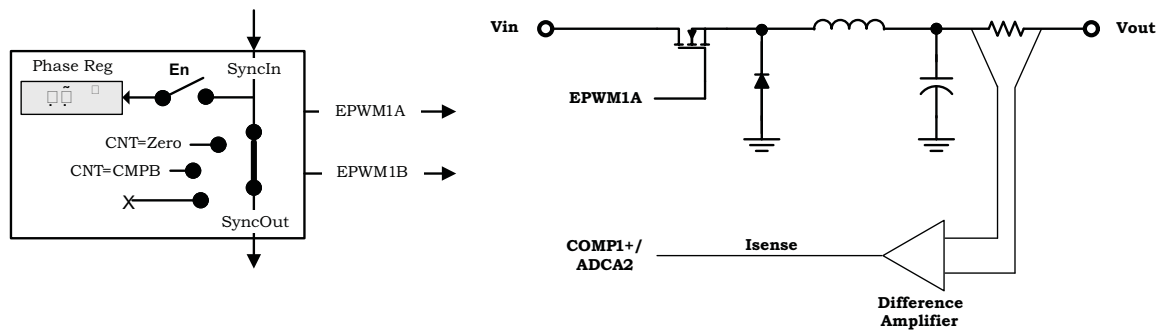 Phase Reg
En
SyncIn
EPWM1A
CNT=Zero
CNT=CMPB
EPWM1B
X
SyncOut
Vin
Vout
EPWM1A
COMP1+/
ADCA2
Isense
Difference
Amplifier